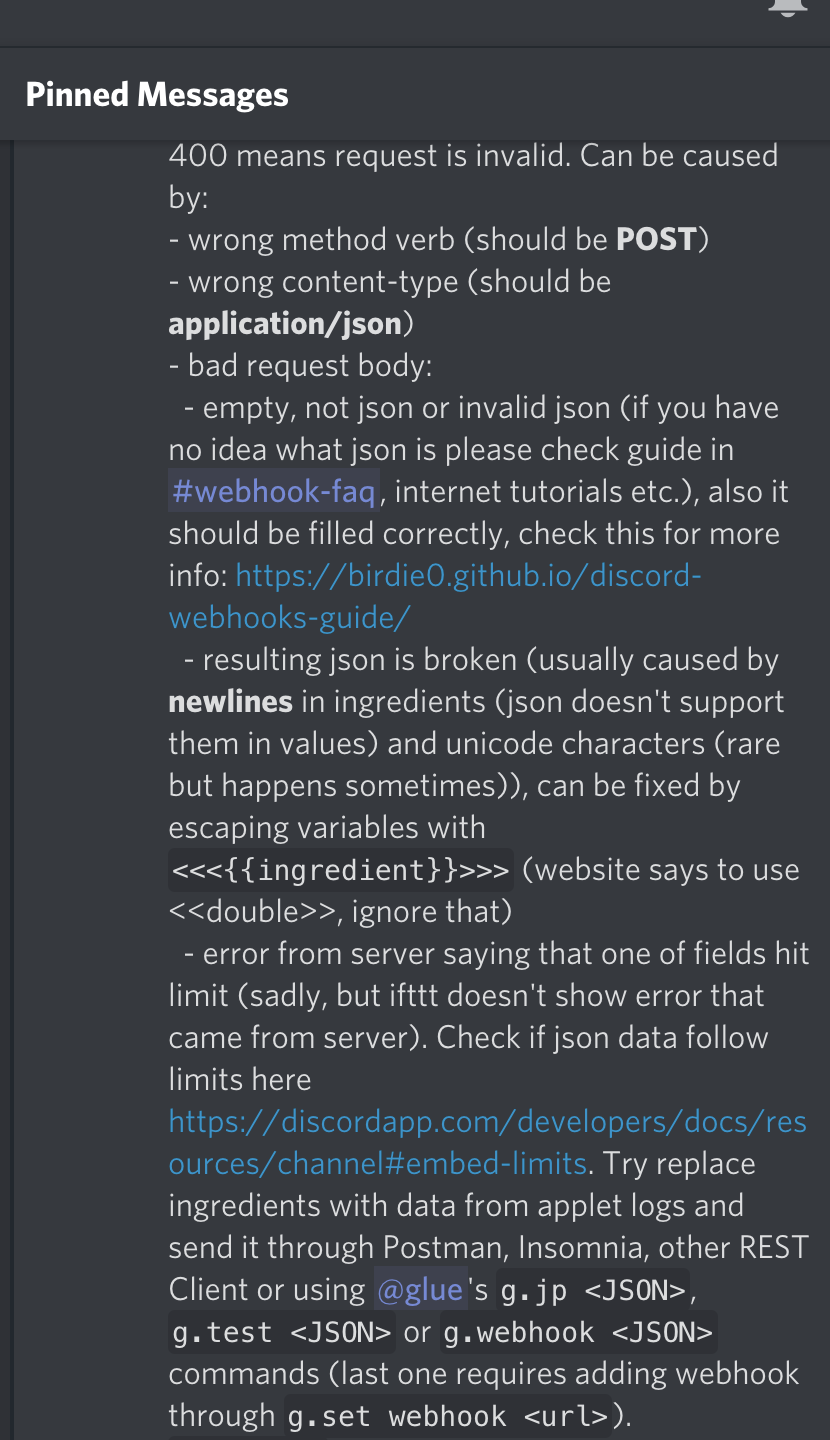 Pinned Messages
400 means request is invalid. Can be caused
by:
- wrong method verb (should be POST)
- wrong content-type (should be
application/json)
- bad request body:
- empty, not json or invalid json (if you have
no idea what json is please check guide in
#webhook-faq, internet tutorials etc.), also it
should be filled correctly, check this for more
info: https://birdie0.github.io/discord-
webhooks-guide/
- resulting json is broken (usually caused by
newlines in ingredients (json doesn't support
them in values) and unicode characters (rare
but happens sometimes)), can be fixed by
escaping variables with
<<<{{ingredient}}>>> (website says to use
<<double>>, ignore that)
- error from server saying that one of fields hit
limit (sadly, but ifttt doesn't show error that
came from server). Check if json data follow
limits here
https://discordapp.com/developers/docs/res
ources/channel#embed-limits. Try replace
ingredients with data from applet logs and
send it through Postman, Insomnia, other REST
Client or using @glue's g.jp <JSON>,
g.test <JSON> or g.webhook <JSON>
commands (last one requires adding webhook
through g.set webhook <url>).